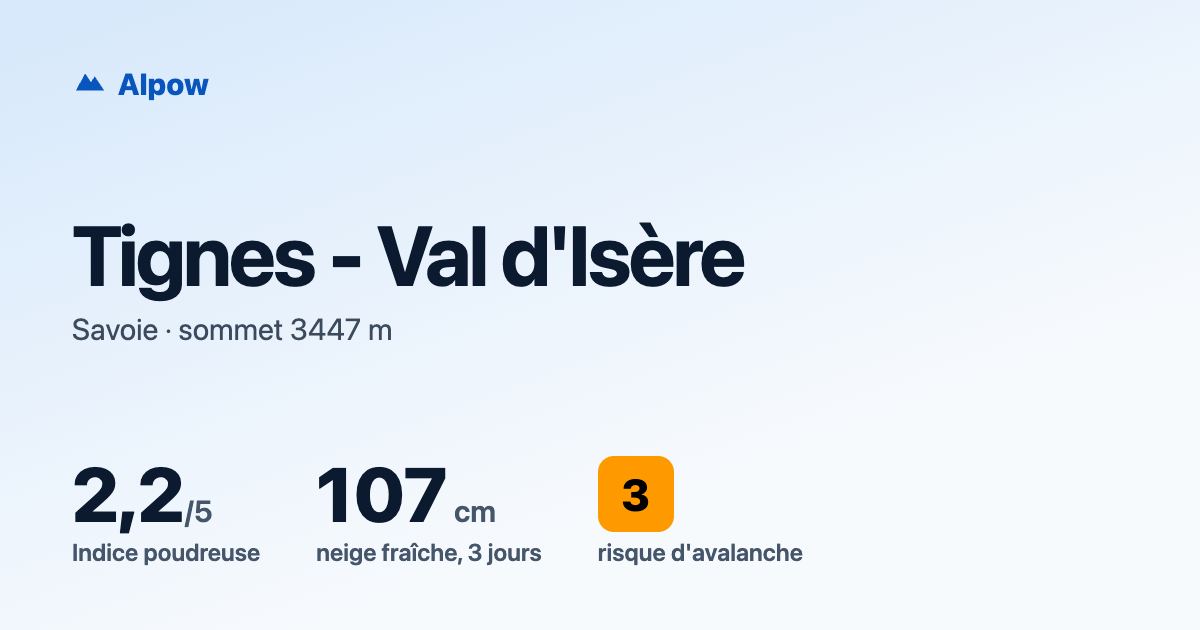 Alpow
Tignes - Val d'Isère
Savoie · sommet 3447 m
2,2/5
Indice poudreuse
107 cm
neige fraîche, 3 jours
3
risque d'avalanche